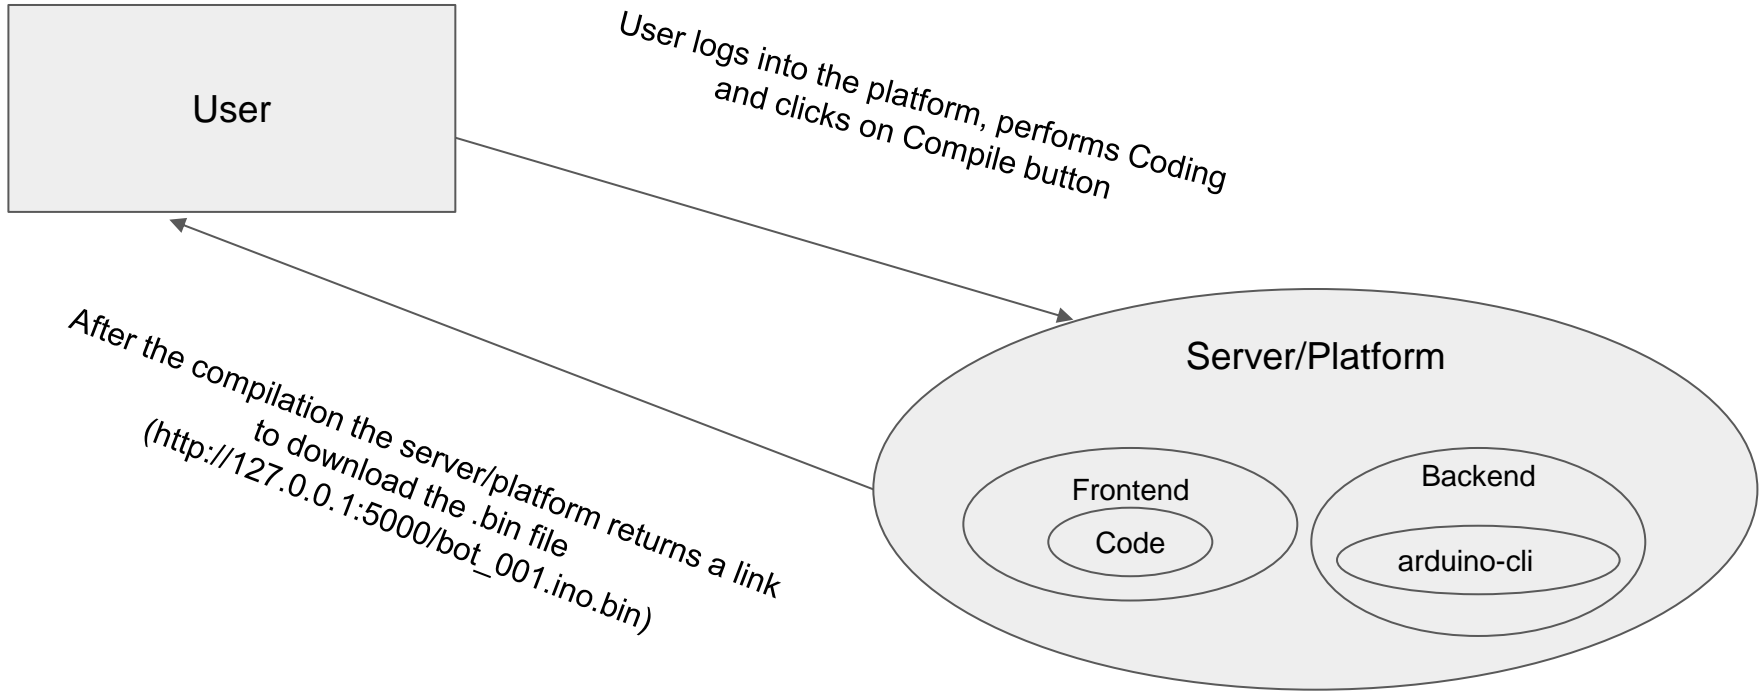 User
User logs into the platform, performs Coding
and clicks on Compile button
After the compilation the server/platform returns a link
to download the .bin file
(http://127.0.0.1:5000/bot_001.ino.bin)
Server/Platform
Frontend
Code
Backend
arduino-cli